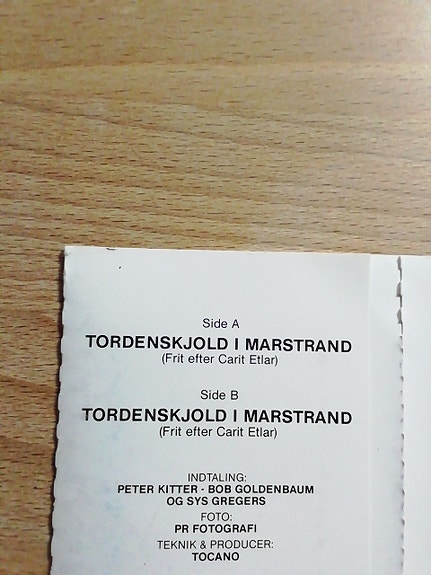 Side A
TORDENSKJOLD I MARSTRAND
(Frit efter Carit Etlar)
Side B
TORDENSKJOLD I MARSTRAND
(Frit efter Carit Etlar)
INDTALING:
PETER KITTER - BOB GOLDENBAUM
OG SYS GREGERS
FOTO:
PR FOTOGRAFI
TEKNIK & PRODUCER:
TOCANO